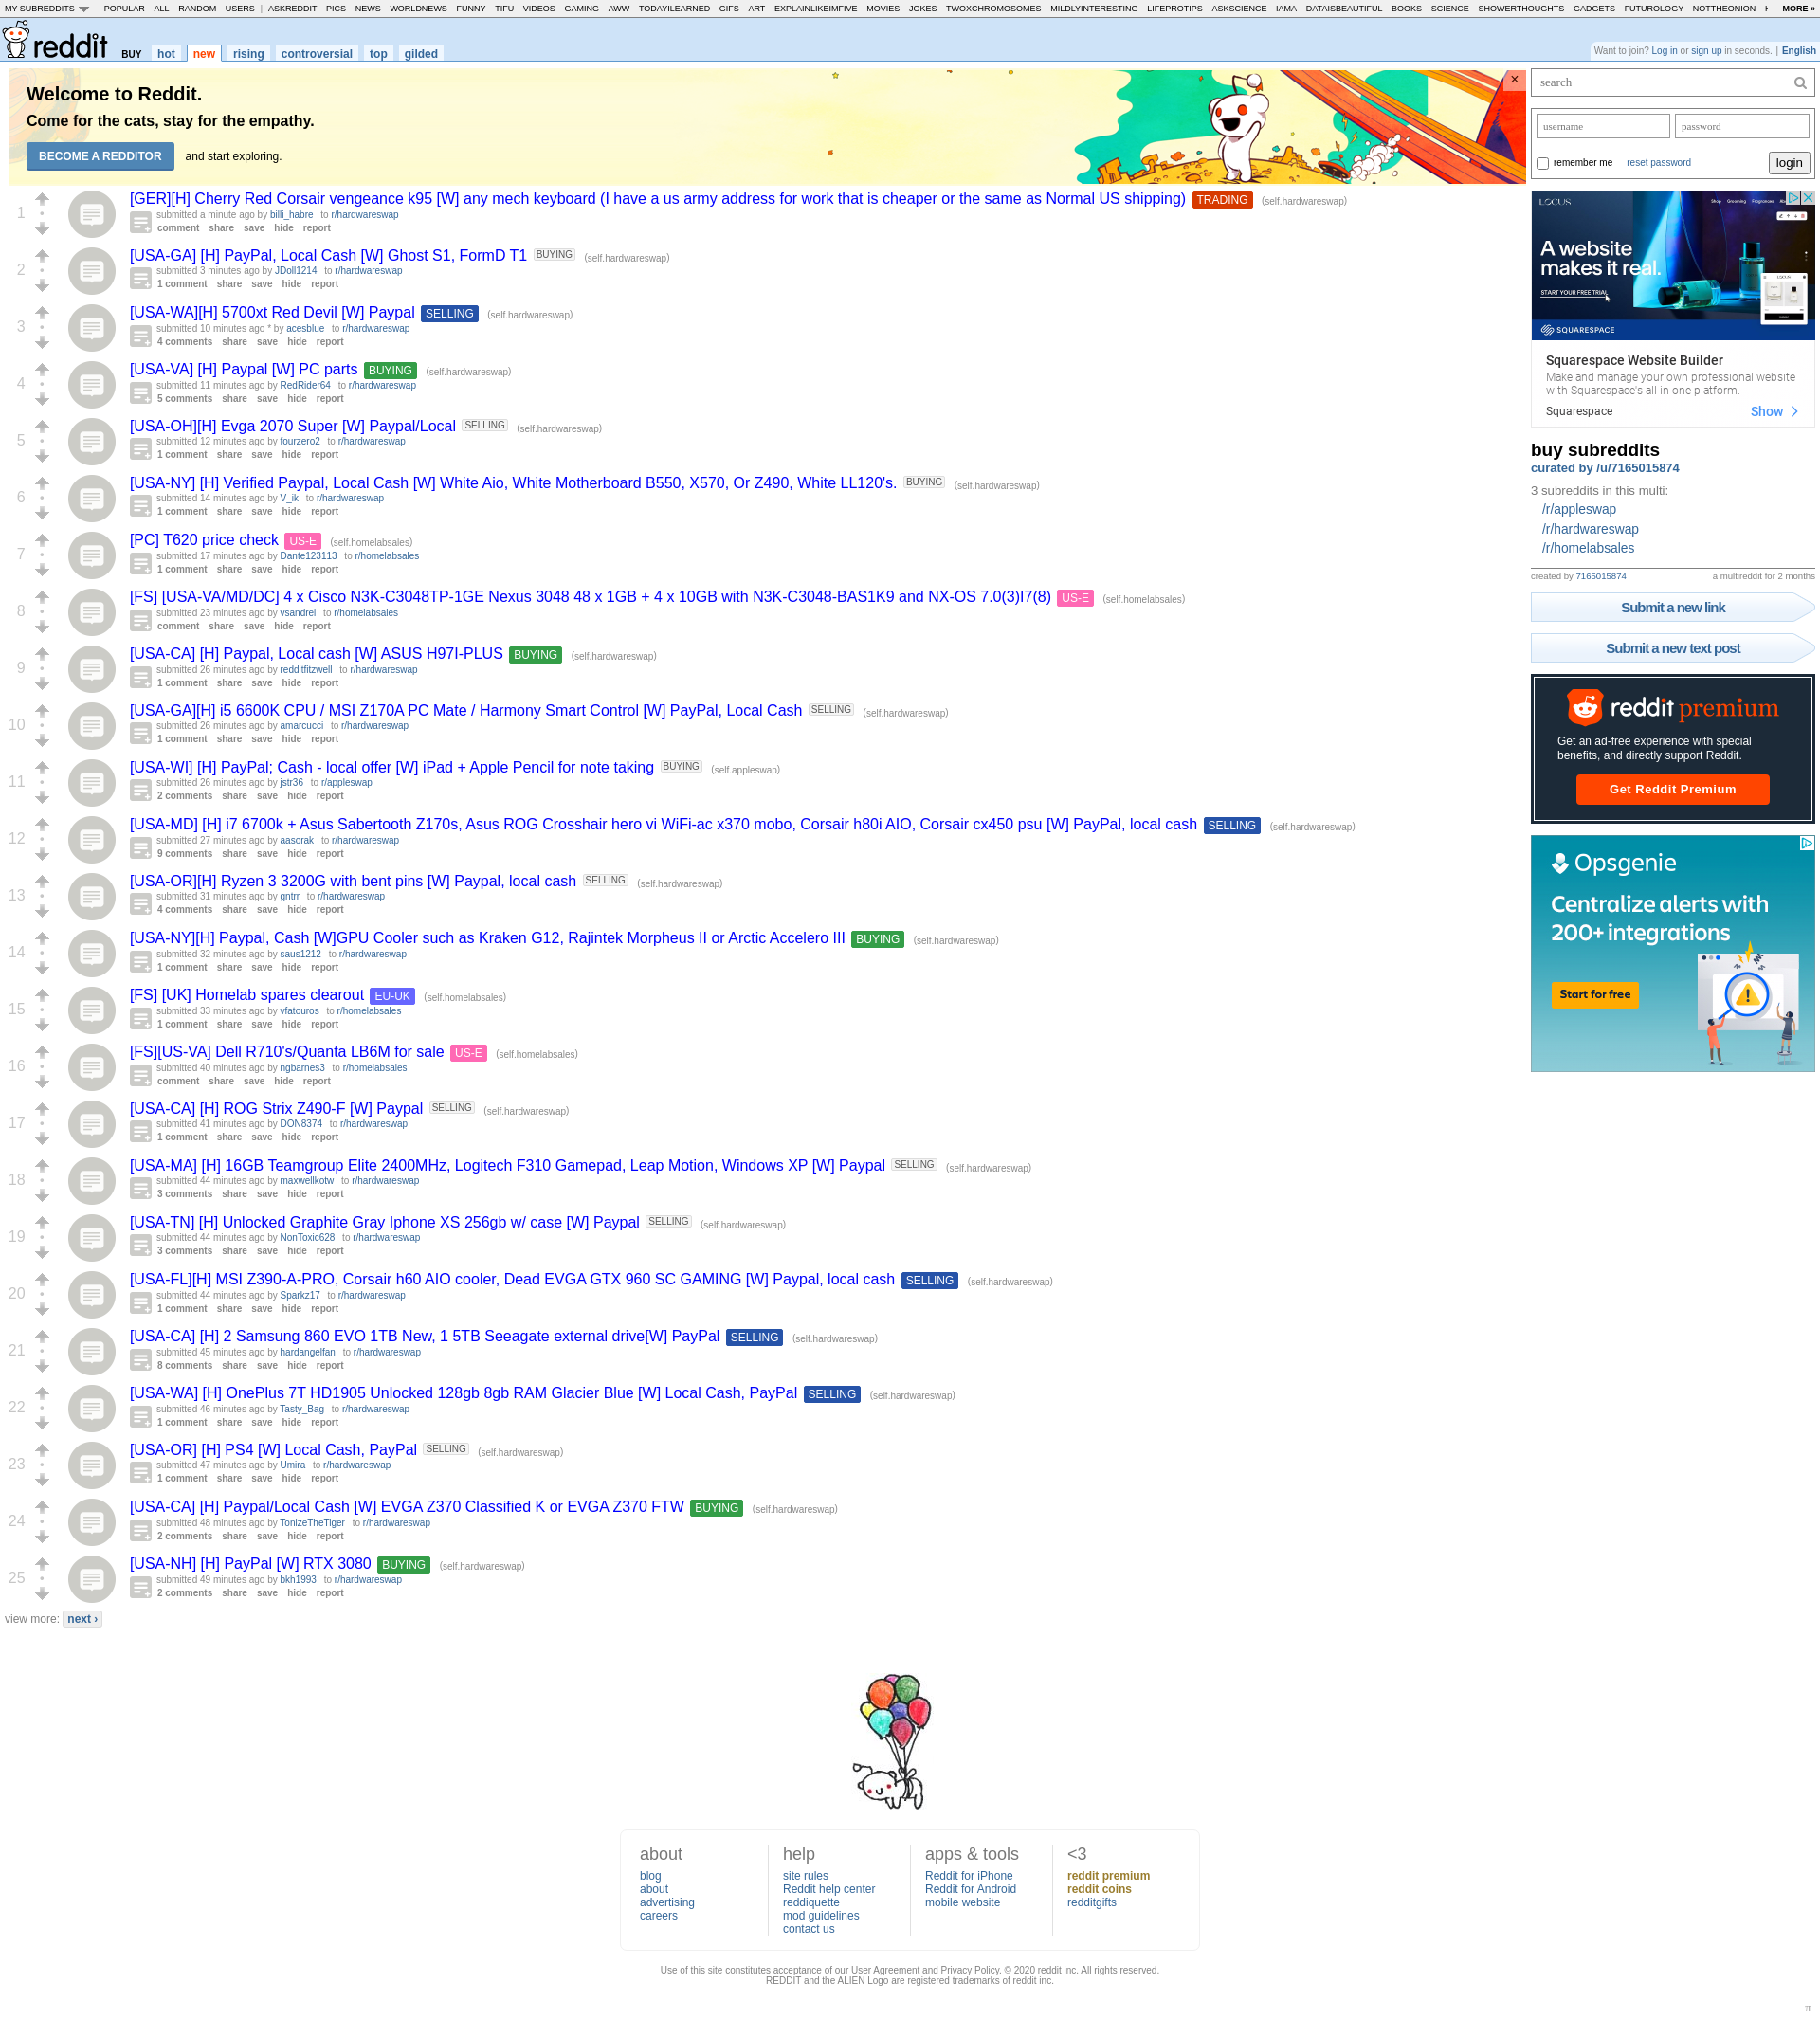 MY SUBREDDITS POPULAR - ALL - RANDOM - USERS | ASKREDDIT - PICS - NEWS - WORLDNEWS - FUNNY - TIFU - VIDEOS - GAMING - AWW - TODAYILEARNED - GIFS - ART - EXPLAINLIKEIMFIVE - MOVIES - JOKES - TWOXCHROMOSOMES - MILDLYINTERESTING - LIFEPROTIPS - ASKSCIENCE - IAMA - DATAISBEAUTIFUL - BOOKS - SCIENCE - SHOWERTHOUGHTS - GADGETS - FUTUROLOGY - NOTTHEONION - MORE »
reddit BUY hot new rising controversial top gilded
Want to join? Log in or sign up in seconds. | English
Welcome to Reddit.
Come for the cats, stay for the empathy.
BECOME A REDDITOR and start exploring.
×
1
[GER][H] Cherry Red Corsair vengeance k95 [W] any mech keyboard (I have a us army address for work that is cheaper or the same as Normal US shipping) TRADING (self.hardwareswap)
submitted a minute ago by billi_habre to r/hardwareswap
comment share save hide report
2
[USA-GA] [H] PayPal, Local Cash [W] Ghost S1, FormD T1 BUYING (self.hardwareswap)
submitted 3 minutes ago by JDoll1214 to r/hardwareswap
1 comment share save hide report
3
[USA-WA][H] 5700xt Red Devil [W] Paypal SELLING (self.hardwareswap)
submitted 10 minutes ago * by acesblue to r/hardwareswap
4 comments share save hide report
4
[USA-VA] [H] Paypal [W] PC parts BUYING (self.hardwareswap)
submitted 11 minutes ago by RedRider64 to r/hardwareswap
5 comments share save hide report
5
[USA-OH][H] Evga 2070 Super [W] Paypal/Local SELLING (self.hardwareswap)
submitted 12 minutes ago by fourzero2 to r/hardwareswap
1 comment share save hide report
6
[USA-NY] [H] Verified Paypal, Local Cash [W] White Aio, White Motherboard B550, X570, Or Z490, White LL120's. BUYING (self.hardwareswap)
submitted 14 minutes ago by V_ik to r/hardwareswap
1 comment share save hide report
7
[PC] T620 price check US-E (self.homelabsales)
submitted 17 minutes ago by Dante123113 to r/homelabsales
1 comment share save hide report
8
[FS] [USA-VA/MD/DC] 4 x Cisco N3K-C3048TP-1GE Nexus 3048 48 x 1GB + 4 x 10GB with N3K-C3048-BAS1K9 and NX-OS 7.0(3)I7(8) US-E (self.homelabsales)
submitted 23 minutes ago by vsandrei to r/homelabsales
comment share save hide report
9
[USA-CA] [H] Paypal, Local cash [W] ASUS H97I-PLUS BUYING (self.hardwareswap)
submitted 26 minutes ago by redditfitzwell to r/hardwareswap
1 comment share save hide report
10
[USA-GA][H] i5 6600K CPU / MSI Z170A PC Mate / Harmony Smart Control [W] PayPal, Local Cash SELLING (self.hardwareswap)
submitted 26 minutes ago by amarcucci to r/hardwareswap
1 comment share save hide report
11
[USA-WI] [H] PayPal; Cash - local offer [W] iPad + Apple Pencil for note taking BUYING (self.appleswap)
submitted 26 minutes ago by jstr36 to r/appleswap
2 comments share save hide report
12
[USA-MD] [H] i7 6700k + Asus Sabertooth Z170s, Asus ROG Crosshair hero vi WiFi-ac x370 mobo, Corsair h80i AIO, Corsair cx450 psu [W] PayPal, local cash SELLING (self.hardwareswap)
submitted 27 minutes ago by aasorak to r/hardwareswap
9 comments share save hide report
13
[USA-OR][H] Ryzen 3 3200G with bent pins [W] Paypal, local cash SELLING (self.hardwareswap)
submitted 31 minutes ago by gntrr to r/hardwareswap
4 comments share save hide report
14
[USA-NY][H] Paypal, Cash [W]GPU Cooler such as Kraken G12, Rajintek Morpheus II or Arctic Accelero III BUYING (self.hardwareswap)
submitted 32 minutes ago by saus1212 to r/hardwareswap
1 comment share save hide report
15
[FS] [UK] Homelab spares clearout EU-UK (self.homelabsales)
submitted 33 minutes ago by vfatouros to r/homelabsales
1 comment share save hide report
16
[FS][US-VA] Dell R710's/Quanta LB6M for sale US-E (self.homelabsales)
submitted 40 minutes ago by ngbarnes3 to r/homelabsales
comment share save hide report
17
[USA-CA] [H] ROG Strix Z490-F [W] Paypal SELLING (self.hardwareswap)
submitted 41 minutes ago by DON8374 to r/hardwareswap
1 comment share save hide report
18
[USA-MA] [H] 16GB Teamgroup Elite 2400MHz, Logitech F310 Gamepad, Leap Motion, Windows XP [W] Paypal SELLING (self.hardwareswap)
submitted 44 minutes ago by maxwellkotw to r/hardwareswap
3 comments share save hide report
19
[USA-TN] [H] Unlocked Graphite Gray Iphone XS 256gb w/ case [W] Paypal SELLING (self.hardwareswap)
submitted 44 minutes ago by NonToxic628 to r/hardwareswap
3 comments share save hide report
20
[USA-FL][H] MSI Z390-A-PRO, Corsair h60 AIO cooler, Dead EVGA GTX 960 SC GAMING [W] Paypal, local cash SELLING (self.hardwareswap)
submitted 44 minutes ago by Sparkz17 to r/hardwareswap
1 comment share save hide report
21
[USA-CA] [H] 2 Samsung 860 EVO 1TB New, 1 5TB Seeagate external drive[W] PayPal SELLING (self.hardwareswap)
submitted 45 minutes ago by hardangelfan to r/hardwareswap
8 comments share save hide report
22
[USA-WA] [H] OnePlus 7T HD1905 Unlocked 128gb 8gb RAM Glacier Blue [W] Local Cash, PayPal SELLING (self.hardwareswap)
submitted 46 minutes ago by Tasty_Bag to r/hardwareswap
1 comment share save hide report
23
[USA-OR] [H] PS4 [W] Local Cash, PayPal SELLING (self.hardwareswap)
submitted 47 minutes ago by Umira to r/hardwareswap
1 comment share save hide report
24
[USA-CA] [H] Paypal/Local Cash [W] EVGA Z370 Classified K or EVGA Z370 FTW BUYING (self.hardwareswap)
submitted 48 minutes ago by TonizeTheTiger to r/hardwareswap
2 comments share save hide report
25
[USA-NH] [H] PayPal [W] RTX 3080 BUYING (self.hardwareswap)
submitted 49 minutes ago by bkh1993 to r/hardwareswap
2 comments share save hide report
view more: next ›
search
username password
remember me reset password login
LOCUS
A website
makes it real.
START YOUR FREE TRIAL
SQUARESPACE
Squarespace Website Builder
Make and manage your own professional website
with Squarespace's all-in-one platform.
Squarespace Show
buy subreddits
curated by /u/7165015874
3 subreddits in this multi:
/r/appleswap
/r/hardwareswap
/r/homelabsales
created by 7165015874 a multireddit for 2 months
Submit a new link
Submit a new text post
reddit premium
Get an ad-free experience with special
benefits, and directly support Reddit.
Get Reddit Premium
Opsgenie
Centralize alerts with
200+ integrations
Start for free
about
blog
about
advertising
careers
help
site rules
Reddit help center
reddiquette
mod guidelines
contact us
apps & tools
Reddit for iPhone
Reddit for Android
mobile website
<3
reddit premium
reddit coins
redditgifts
Use of this site constitutes acceptance of our User Agreement and Privacy Policy. © 2020 reddit inc. All rights reserved.
REDDIT and the ALIEN Logo are registered trademarks of reddit inc.
π